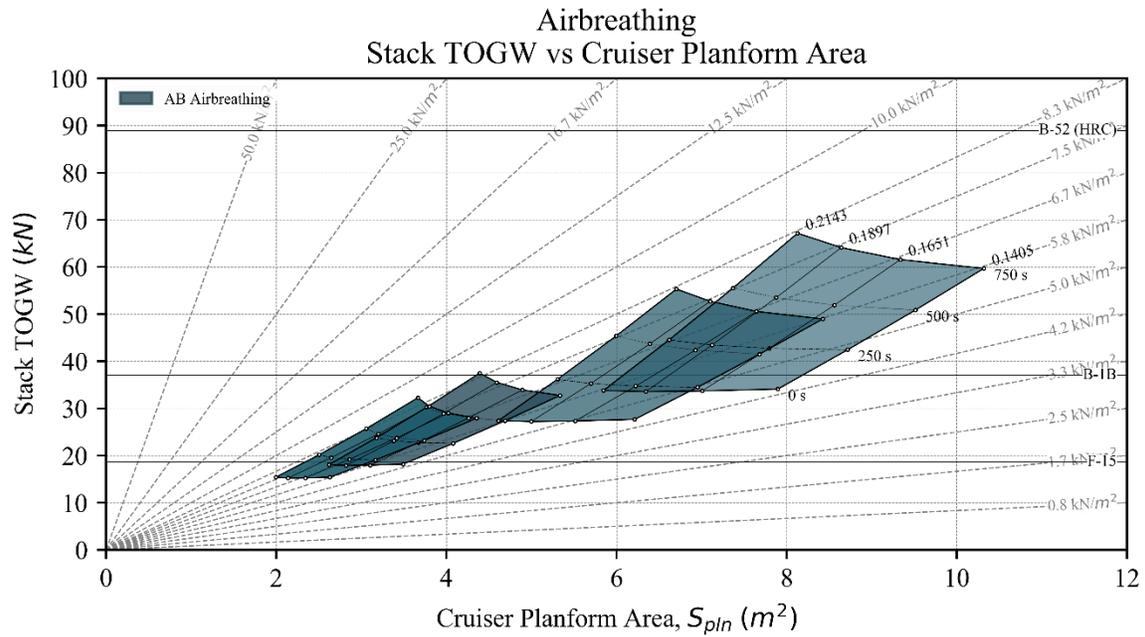 Airbreathing
Stack TOGW vs Cruiser Planform Area
Stack TOGW (kN)
100
90
80
70
60
50
40
30
20
10
0
AB Airbreathing
50.0 kN/m²
25.0 kN/m²
16.7 kN/m²
12.5 kN/m²
10.0 kN/m²
8.3 kN/m²
B-52 (HRC)
7.5 kN/m²
6.7 kN/m²
5.8 kN/m²
5.0 kN/m²
4.2 kN/m²
3.3 kN/m²
B-1B
2.5 kN/m²
1.7 kN/m²
F-15
0.8 kN/m²
0.2143
0.1897
0.1651
0.1405
750 s
500 s
250 s
0 s
0 2 4 6 8 10 12
Cruiser Planform Area, S_pln (m²)